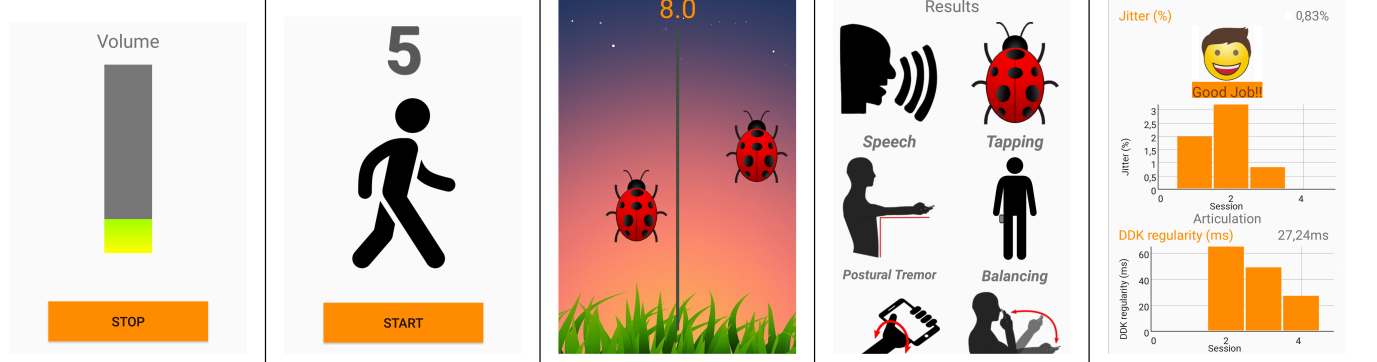 Volume
STOP
5
START
8.0
Results
Speech
Tapping
Postural Tremor
Balancing
Jitter (%)
0,83%
Good Job!!
Jitter (%)
3
2,5
2
1,5
1
0,5
0
0
2
4
Session
Articulation
DDK regularity (ms)
27,24ms
DDK regularity (ms)
60
40
20
0
0
2
4
Session